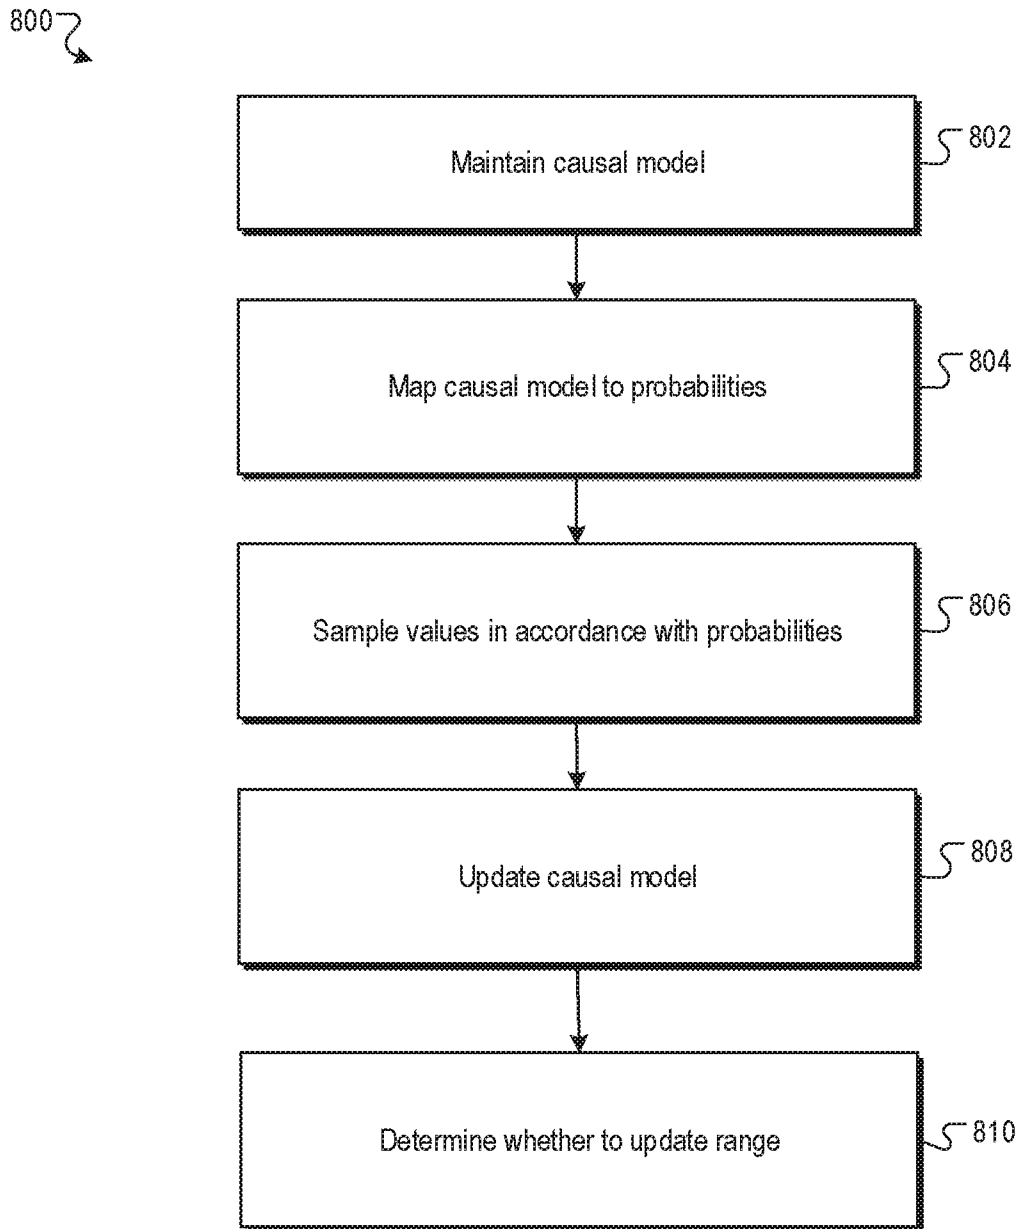 800
Maintain causal model
802
Map causal model to probabilities
804
Sample values in accordance with probabilities
806
Update causal model
808
Determine whether to update range
810